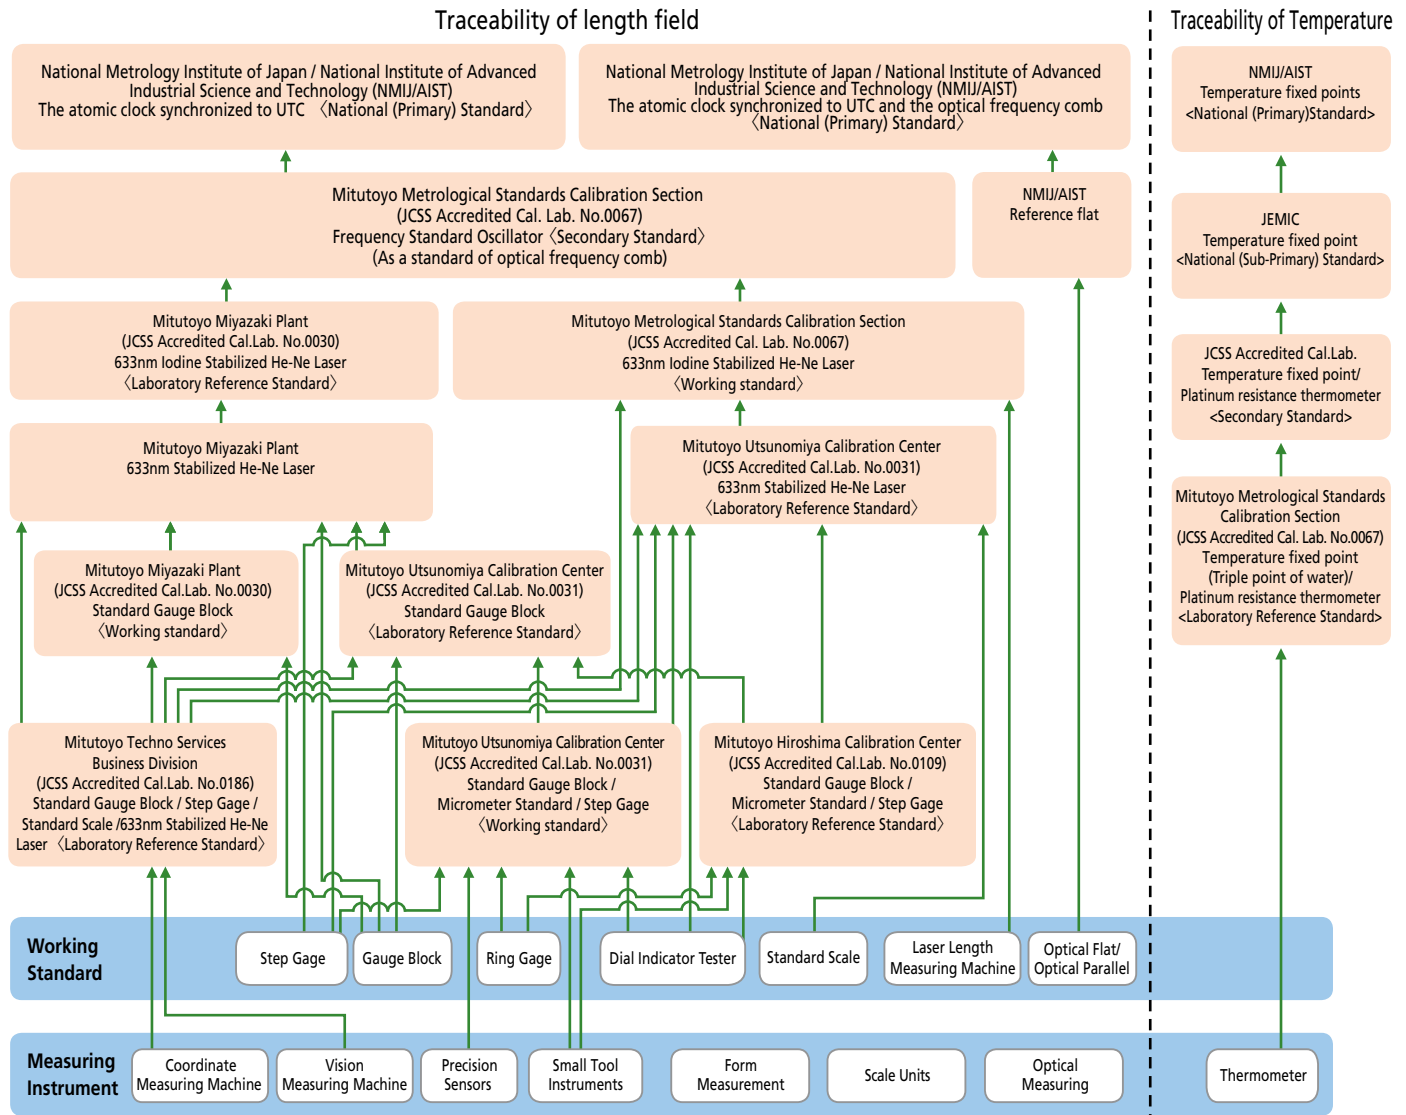 Traceability of length field
Traceability of Temperature
National Metrology Institute of Japan / National Institute of Advanced
Industrial Science and Technology (NMIJ/AIST)
The atomic clock synchronized to UTC 〈National (Primary) Standard〉
National Metrology Institute of Japan / National Institute of Advanced
Industrial Science and Technology (NMIJ/AIST)
The atomic clock synchronized to UTC and the optical frequency comb
〈National (Primary) Standard〉
NMIJ/AIST
Temperature fixed points
<National (Primary)Standard>
Mitutoyo Metrological Standards Calibration Section
(JCSS Accredited Cal. Lab. No.0067)
Frequency Standard Oscillator 〈Secondary Standard〉
(As a standard of optical frequency comb)
NMIJ/AIST
Reference flat
JEMIC
Temperature fixed point
<National (Sub-Primary) Standard>
Mitutoyo Miyazaki Plant
(JCSS Accredited Cal.Lab. No.0030)
633nm Iodine Stabilized He-Ne Laser
〈Laboratory Reference Standard〉
Mitutoyo Metrological Standards Calibration Section
(JCSS Accredited Cal. Lab. No.0067)
633nm Iodine Stabilized He-Ne Laser
〈Working standard〉
JCSS Accredited Cal.Lab.
Temperature fixed point/
Platinum resistance thermometer
<Secondary Standard>
Mitutoyo Miyazaki Plant
633nm Stabilized He-Ne Laser
Mitutoyo Utsunomiya Calibration Center
(JCSS Accredited Cal.Lab. No.0031)
633nm Stabilized He-Ne Laser
〈Laboratory Reference Standard〉
Mitutoyo Metrological Standards
Calibration Section
(JCSS Accredited Cal. Lab. No.0067)
Temperature fixed point
(Triple point of water)/
Platinum resistance thermometer
<Laboratory Reference Standard>
Mitutoyo Miyazaki Plant
(JCSS Accredited Cal.Lab. No.0030)
Standard Gauge Block
〈Working standard〉
Mitutoyo Utsunomiya Calibration Center
(JCSS Accredited Cal.Lab. No.0031)
Standard Gauge Block
〈Laboratory Reference Standard〉
Mitutoyo Techno Services
Business Division
(JCSS Accredited Cal.Lab. No.0186)
Standard Gauge Block / Step Gage /
Standard Scale /633nm Stabilized He-Ne
Laser 〈Laboratory Reference Standard〉
Mitutoyo Utsunomiya Calibration Center
(JCSS Accredited Cal.Lab. No.0031)
Standard Gauge Block /
Micrometer Standard / Step Gage
〈Working standard〉
Mitutoyo Hiroshima Calibration Center
(JCSS Accredited Cal.Lab. No.0109)
Standard Gauge Block /
Micrometer Standard / Step Gage
〈Laboratory Reference Standard〉
Working
Standard
Step Gage
Gauge Block
Ring Gage
Dial Indicator Tester
Standard Scale
Laser Length
Measuring Machine
Optical Flat/
Optical Parallel
Measuring
Instrument
Coordinate
Measuring Machine
Vision
Measuring Machine
Precision
Sensors
Small Tool
Instruments
Form
Measurement
Scale Units
Optical
Measuring
Thermometer